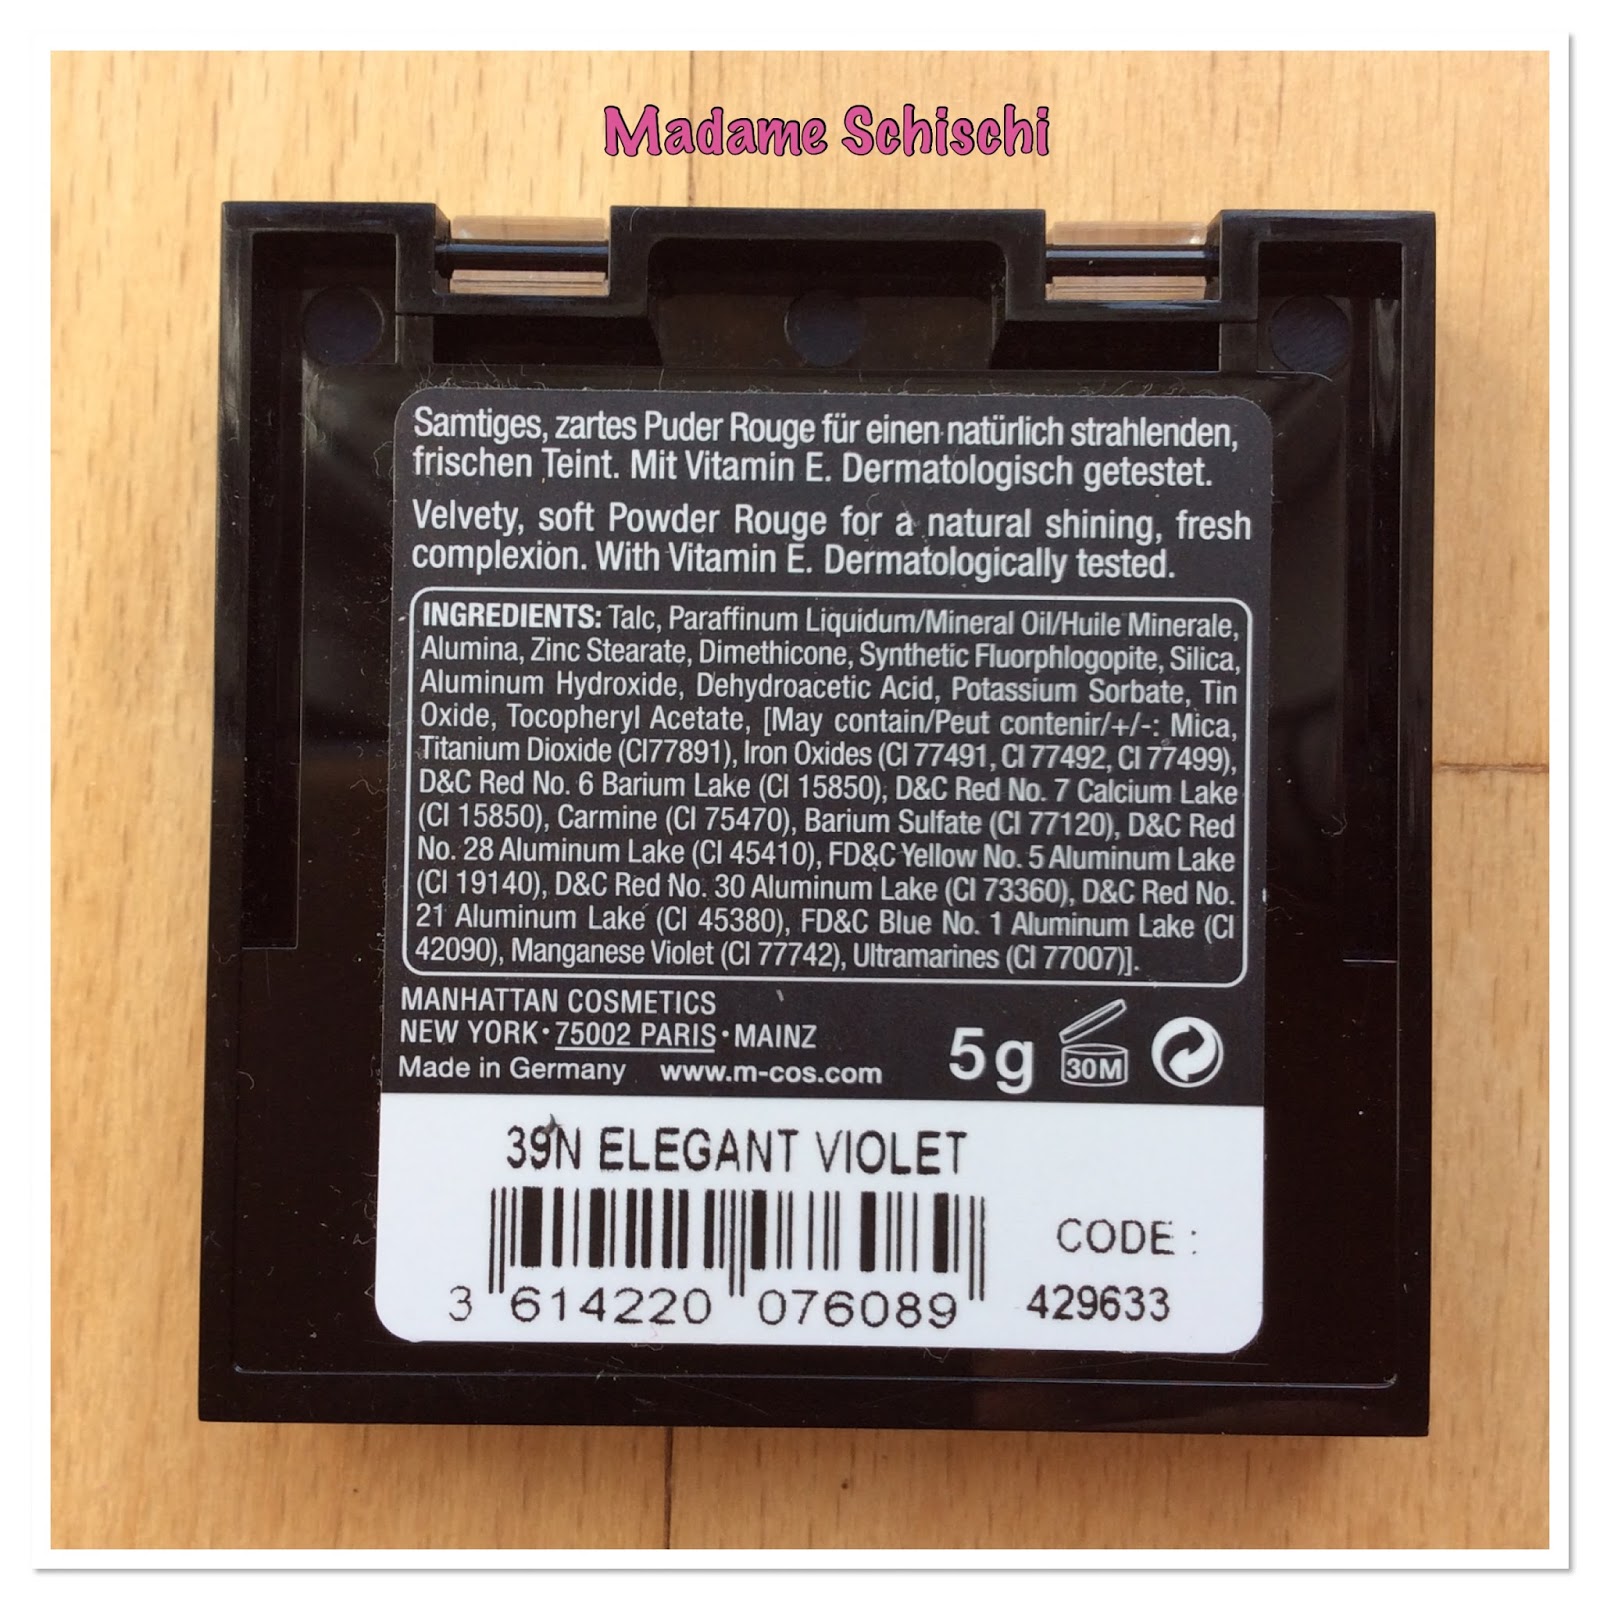 Madame Schischi
Samtiges, zartes Puder Rouge für einen natürlich strahlenden,
frischen Teint. Mit Vitamin E. Dermatologisch getestet.
Velvety, soft Powder Rouge for a natural shining, fresh
complexion. With Vitamin E. Dermatologically tested.
INGREDIENTS: Talc, Paraffinum Liquidum/Mineral Oil/Huile Minerale,
Alumina, Zinc Stearate, Dimethicone, Synthetic Fluorphlogopite, Silica,
Aluminum Hydroxide, Dehydroacetic Acid, Potassium Sorbate, Tin
Oxide, Tocopheryl Acetate, [May contain/Peut contenir/+/-: Mica,
Titanium Dioxide (CI77891), Iron Oxides (CI 77491, CI 77492, CI 77499),
D&C Red No. 6 Barium Lake (CI 15850), D&C Red No. 7 Calcium Lake
(CI 15850), Carmine (CI 75470), Barium Sulfate (CI 77120), D&C Red
No. 28 Aluminum Lake (CI 45410), FD&C Yellow No. 5 Aluminum Lake
(CI 19140), D&C Red No. 30 Aluminum Lake (CI 73360), D&C Red No.
21 Aluminum Lake (CI 45380), FD&C Blue No. 1 Aluminum Lake (CI
42090), Manganese Violet (CI 77742), Ultramarines (CI 77007)].
MANHATTAN COSMETICS
NEW YORK • 75002 PARIS • MAINZ
Made in Germany www.m-cos.com
5g
30M
39N ELEGANT VIOLET
CODE :
429633
3 614220 076089